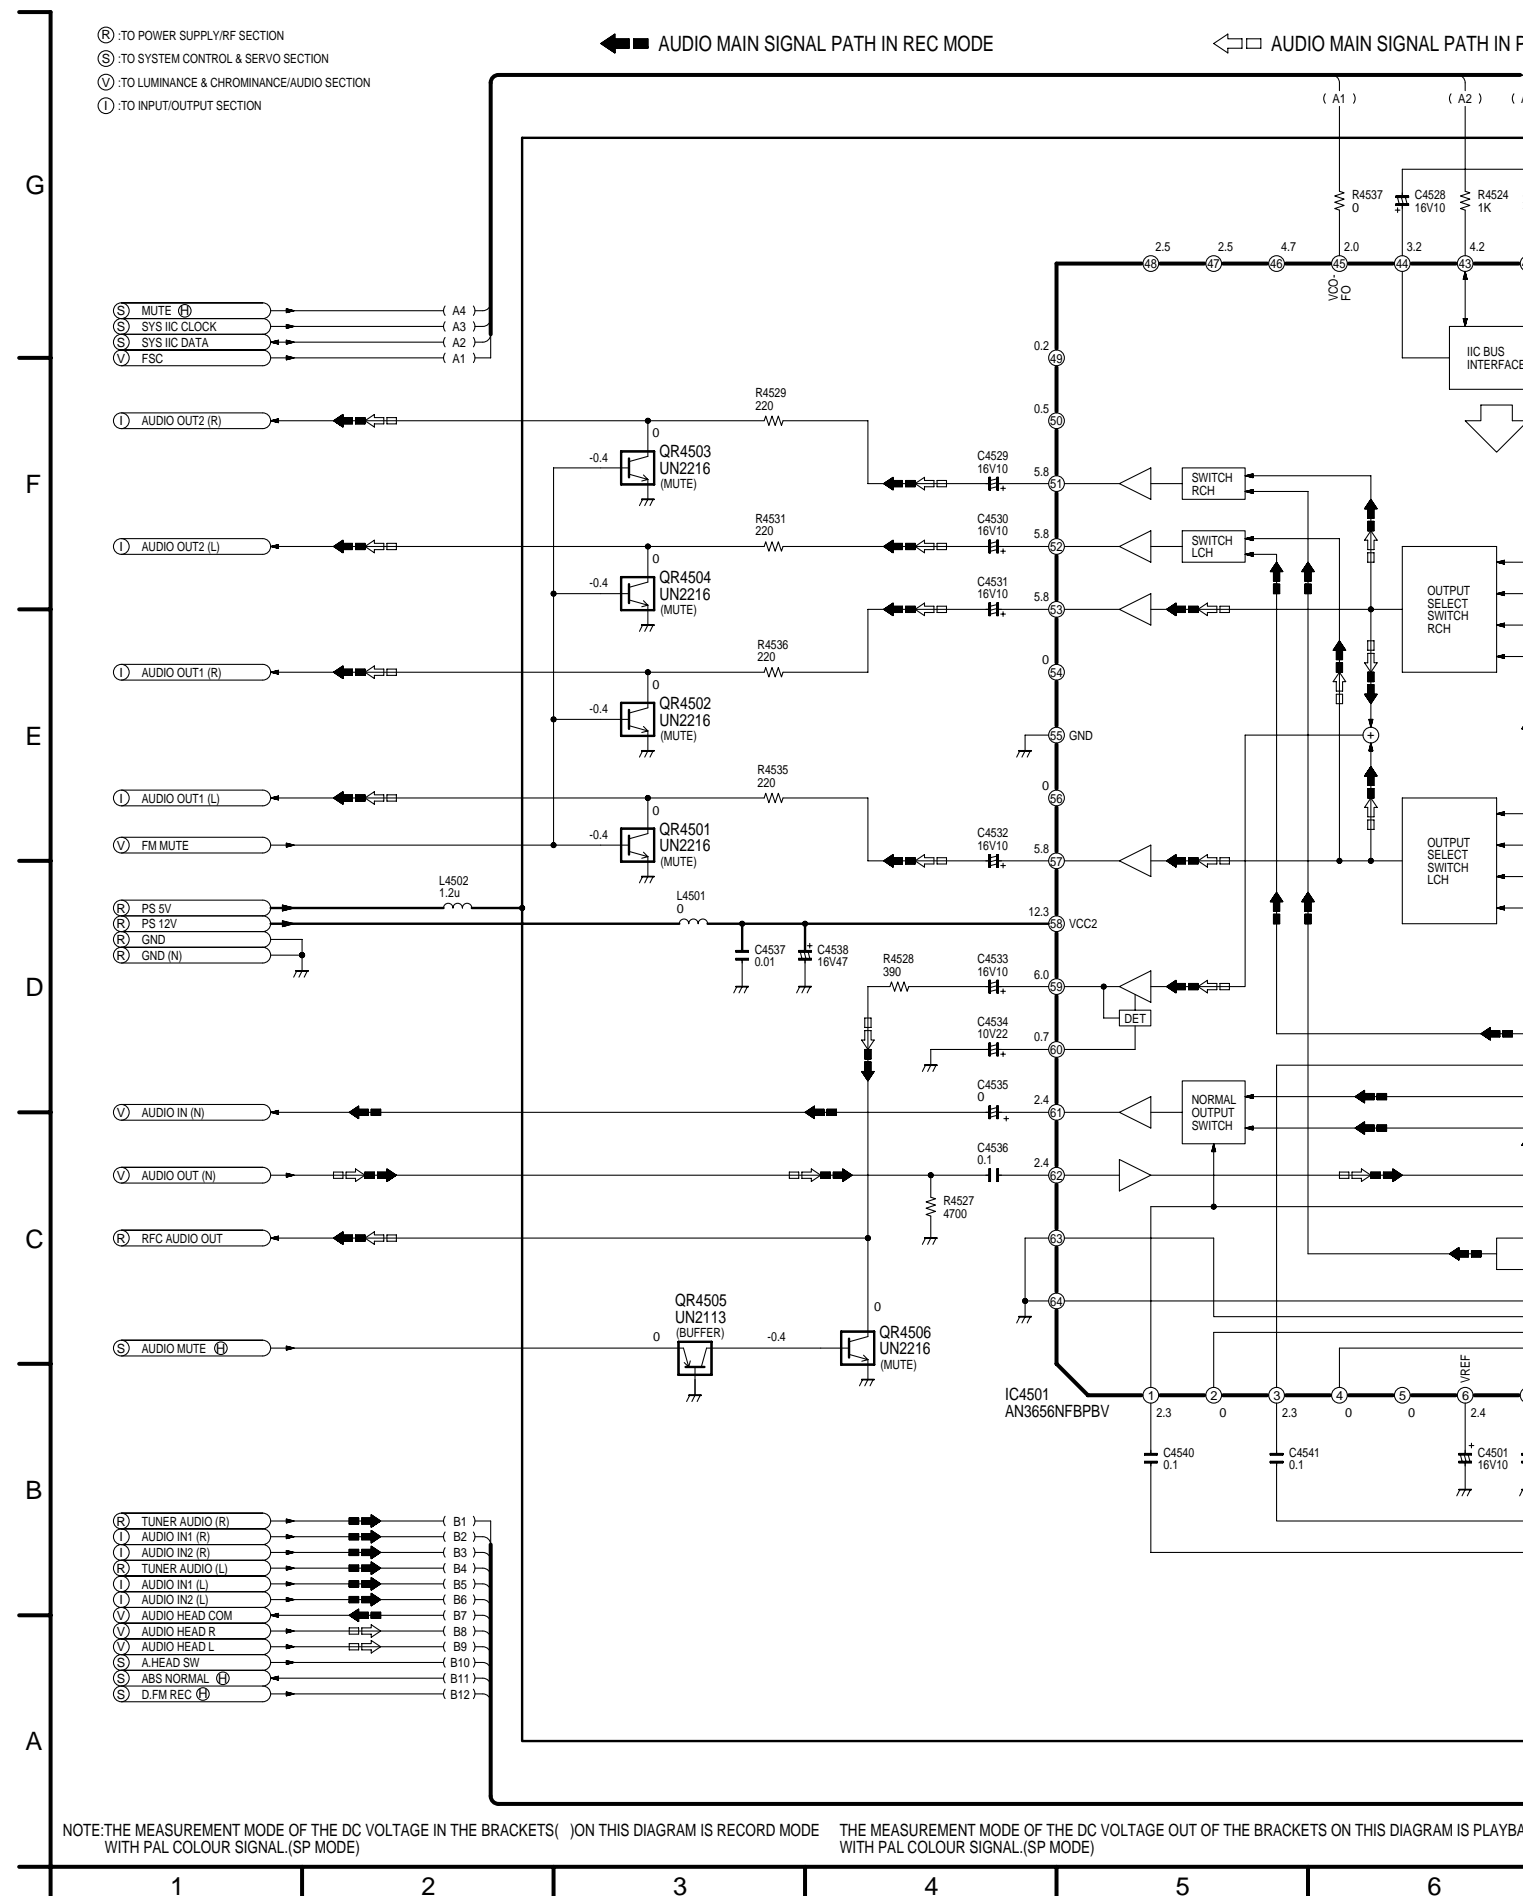 Ⓡ :TO POWER SUPPLY/RF SECTION
Ⓢ :TO SYSTEM CONTROL & SERVO SECTION
Ⓥ :TO LUMINANCE & CHROMINANCE/AUDIO SECTION
Ⓘ :TO INPUT/OUTPUT SECTION
AUDIO MAIN SIGNAL PATH IN REC MODE
AUDIO MAIN SIGNAL PATH IN
( A1 )
( A2 )
G
R4537
0
C4528
16V10
R4524
1K
2.5
2.5
4.7
2.0
3.2
4.2
48
47
46
45
44
43
VCO-
FO
Ⓢ MUTE Ⓗ
( A4 )
Ⓢ SYS IIC CLOCK
( A3 )
Ⓢ SYS IIC DATA
( A2 )
Ⓥ FSC
( A1 )
0.2
49
IIC BUS
INTERFACE
Ⓘ AUDIO OUT2 (R)
R4529
220
0.5
50
0
QR4503
UN2216
(MUTE)
-0.4
C4529
16V10
5.8
51
SWITCH
RCH
F
Ⓘ AUDIO OUT2 (L)
R4531
220
C4530
16V10
5.8
52
SWITCH
LCH
0
QR4504
UN2216
(MUTE)
-0.4
C4531
16V10
5.8
53
OUTPUT
SELECT
SWITCH
RCH
Ⓘ AUDIO OUT1 (R)
R4536
220
0
54
0
QR4502
UN2216
(MUTE)
-0.4
E
55 GND
+
Ⓘ AUDIO OUT1 (L)
R4535
220
0
56
0
QR4501
UN2216
(MUTE)
-0.4
Ⓥ FM MUTE
C4532
16V10
5.8
57
OUTPUT
SELECT
SWITCH
LCH
L4502
1.2u
L4501
0
Ⓡ PS 5V
Ⓡ PS 12V
Ⓡ GND
Ⓡ GND (N)
12.3
58 VCC2
C4537
0.01
+
C4538
16V47
D
R4528
390
C4533
16V10
6.0
59
DET
C4534
10V22
0.7
60
C4535
0
2.4
61
NORMAL
OUTPUT
SWITCH
Ⓥ AUDIO IN (N)
C4536
0.1
2.4
62
Ⓥ AUDIO OUT (N)
R4527
4700
C
Ⓡ RFC AUDIO OUT
63
64
QR4505
UN2113
(BUFFER)
0
-0.4
0
QR4506
UN2216
(MUTE)
Ⓢ AUDIO MUTE Ⓗ
VREF
IC4501
AN3656NFBPBV
1
2
3
4
5
6
2.3
0
2.3
0
0
2.4
C4540
0.1
C4541
0.1
+
C4501
16V10
B
Ⓡ TUNER AUDIO (R)
( B1 )
Ⓘ AUDIO IN1 (R)
( B2 )
Ⓘ AUDIO IN2 (R)
( B3 )
Ⓡ TUNER AUDIO (L)
( B4 )
Ⓘ AUDIO IN1 (L)
( B5 )
Ⓘ AUDIO IN2 (L)
( B6 )
Ⓥ AUDIO HEAD COM
( B7 )
Ⓥ AUDIO HEAD R
( B8 )
Ⓥ AUDIO HEAD L
( B9 )
Ⓢ A.HEAD SW
( B10 )
Ⓢ ABS NORMAL Ⓗ
( B11 )
Ⓢ D.FM REC Ⓗ
( B12 )
A
NOTE:THE MEASUREMENT MODE OF THE DC VOLTAGE IN THE BRACKETS( )ON THIS DIAGRAM IS RECORD MODE
WITH PAL COLOUR SIGNAL.(SP MODE)
THE MEASUREMENT MODE OF THE DC VOLTAGE OUT OF THE BRACKETS ON THIS DIAGRAM IS PLAYBA
WITH PAL COLOUR SIGNAL.(SP MODE)
1
2
3
4
5
6